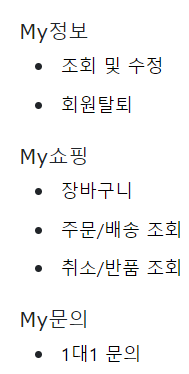 My정보
• 조회 및 수정
• 회원탈퇴
My쇼핑
• 장바구니
• 주문/배송 조회
• 취소/반품 조회
My문의
• 1대1 문의